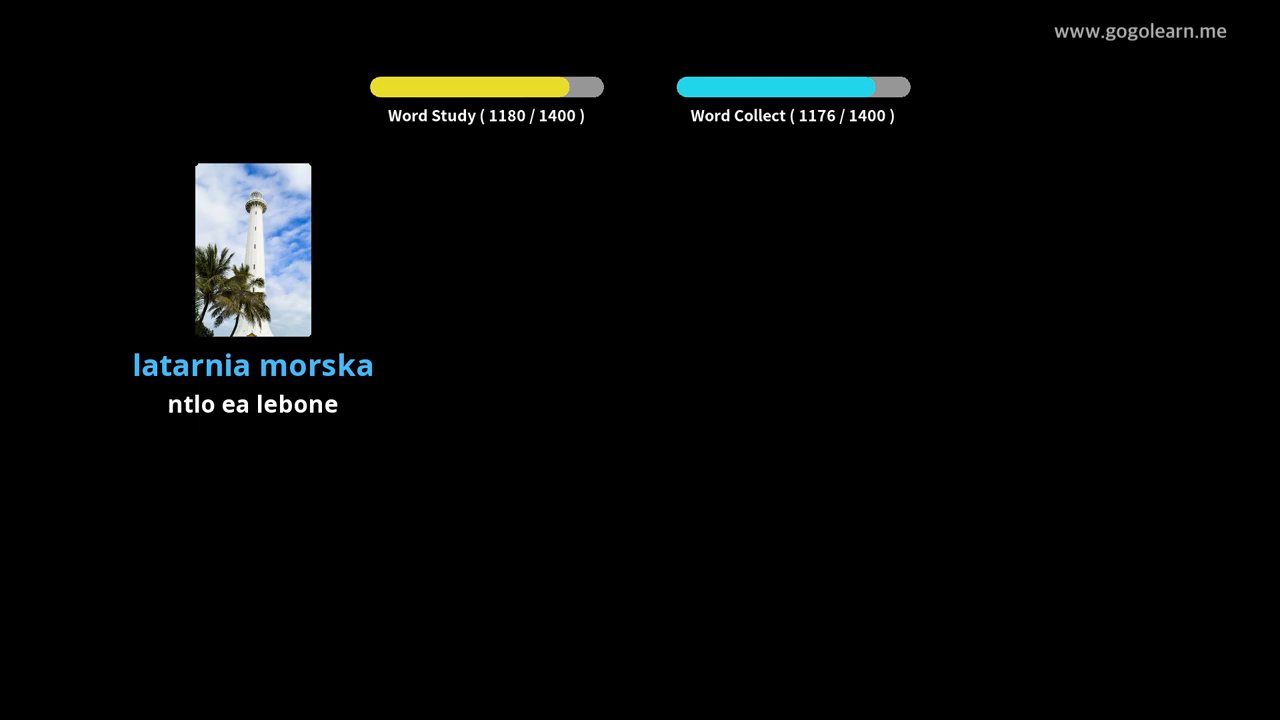 www.gogolearn.me
Word Study ( 1180 / 1400 )
Word Collect ( 1176 / 1400 )
latarnia morska
ntlo ea lebone